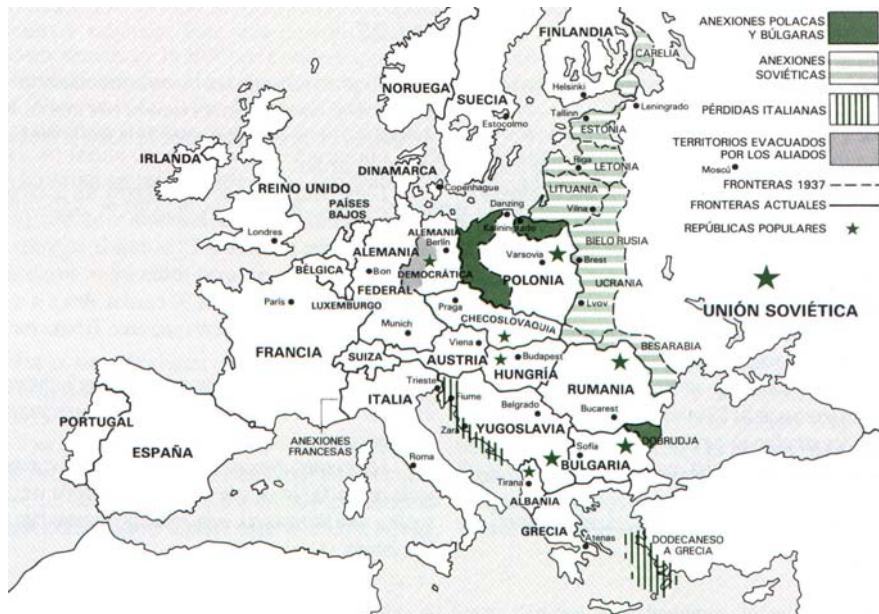 ANEXIONES POLACAS
Y BÚLGARAS
ANEXIONES
SOVIÉTICAS
PÉRDIDAS ITALIANAS
TERRITORIOS EVACUADOS
POR LOS ALIADOS
FRONTERAS 1937
FRONTERAS ACTUALES
REPÚBLICAS POPULARES
FINLANDIA
CARELIA
NORUEGA
SUECIA
Helsinki
Leningrado
Tallinn
Estocolmo
ESTONIA
IRLANDA
DINAMARCA
Riga
LETONIA
Moscú
REINO UNIDO
Copenhague
LITUANIA
PAÍSES
BAJOS
Danzing
Vilna
Kaliningrado
Londres
ALEMANIA
Berlín
DEMOCRÁTICA
ALEMANIA
FEDERAL
Bon
BIELO RUSIA
Varsovia
POLONIA
Brest
BÉLGICA
UCRANIA
UNIÓN SOVIÉTICA
París
LUXEMBURGO
Praga
Lvov
CHECOSLOVAQUIA
Munich
Viena
BESARABIA
FRANCIA
SUIZA
AUSTRIA
Budapest
HUNGRÍA
RUMANIA
Trieste
ITALIA
Fiume
Belgrado
Bucarest
PORTUGAL
ESPAÑA
ANEXIONES
FRANCESAS
Zara
YUGOSLAVIA
Sofía
DOBRUDJA
BULGARIA
Roma
Tirana
ALBANIA
GRECIA
Atenas
DODECANESO
A GRECIA